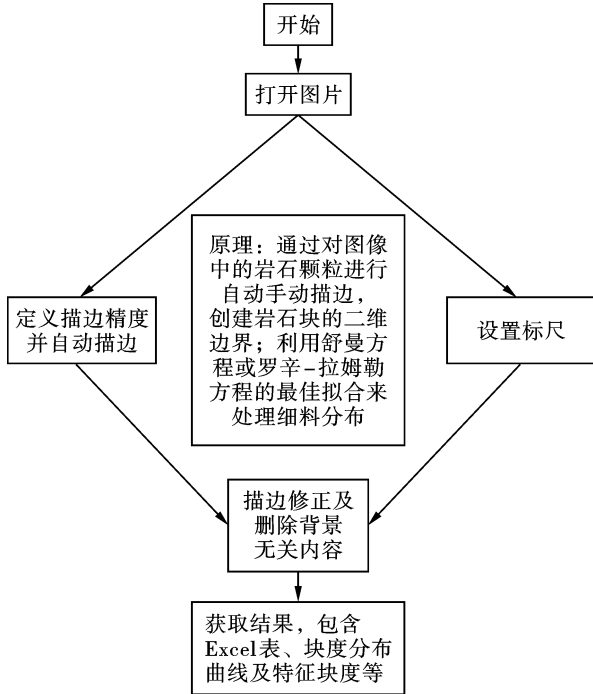 开始
打开图片
原理：通过对图像
中的岩石颗粒进行
自动手动描边，
创建岩石块的二维
边界；利用舒曼方
程或罗辛-拉姆勒
方程的最佳拟合来
处理细料分布
定义描边精度
并自动描边
设置标尺
描边修正及
删除背景
无关内容
获取结果，包含
Excel表、块度分布
曲线及特征块度等